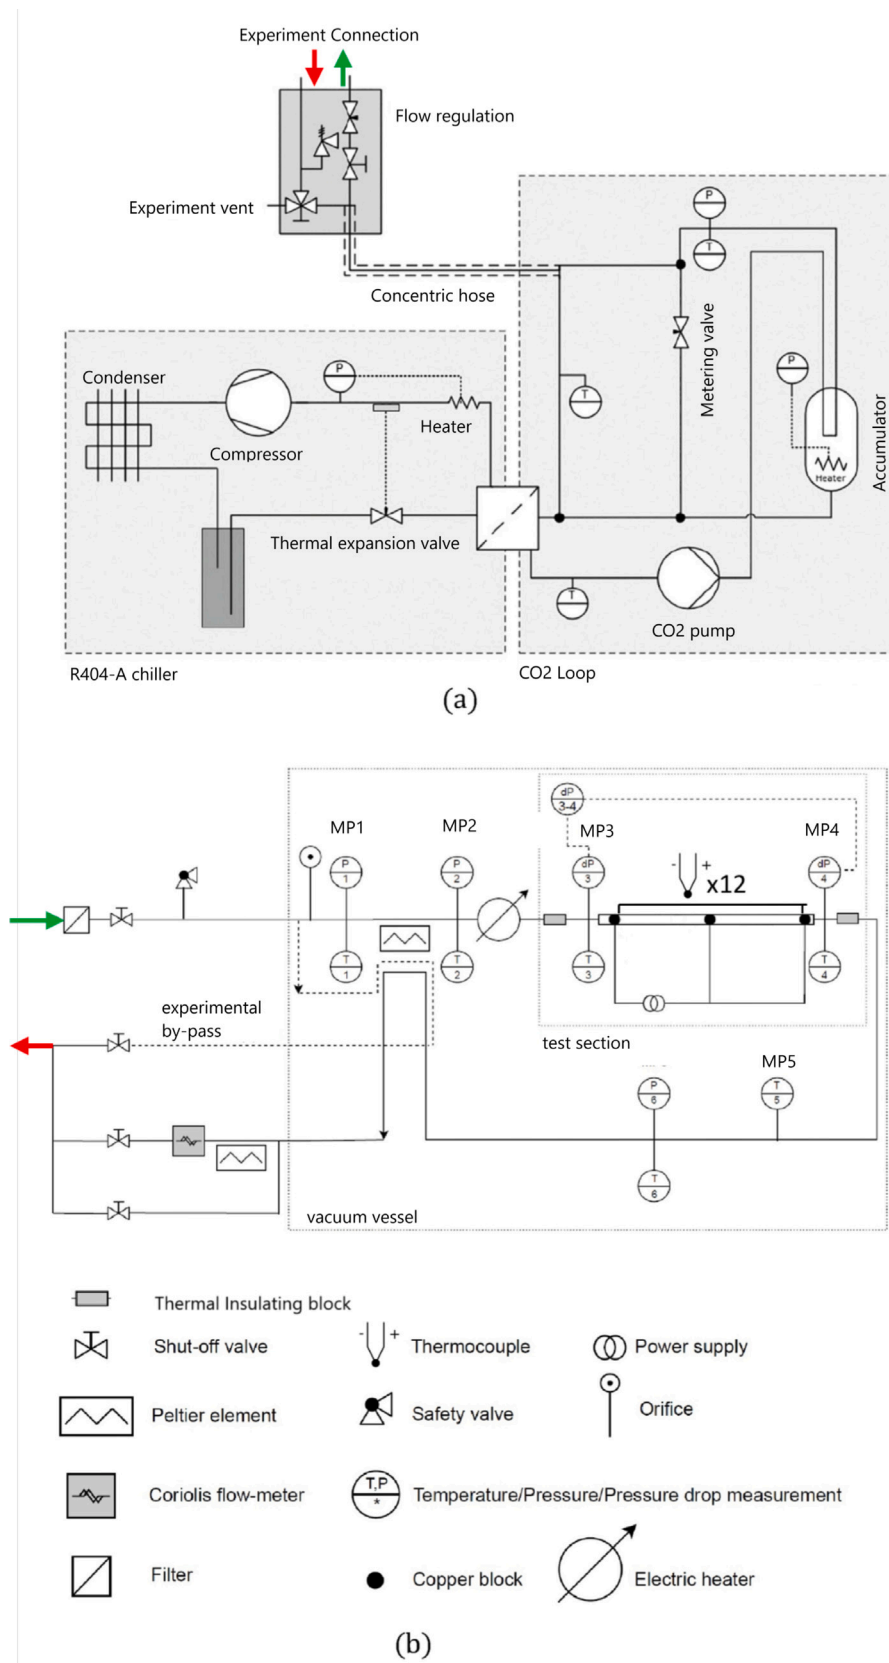 Experiment Connection
Flow regulation
Experiment vent
Concentric hose
P
T
Metering valve
P
T
Accumulator
Heater
Condenser
P
Heater
Compressor
Thermal expansion valve
T
CO2 pump
R404-A chiller
CO2 Loop
(a)
dP
3-4
MP1
MP2
MP3
MP4
P
1
P
2
dP
3
- +
x12
dP
4
T
1
T
2
T
3
T
4
experimental
by-pass
test section
MP5
P
6
T
5
T
6
vacuum vessel
Thermal Insulating block
Shut-off valve
- +
Thermocouple
Power supply
Peltier element
Safety valve
Orifice
Coriolis flow-meter
T,P
*
Temperature/Pressure/Pressure drop measurement
Filter
Copper block
Electric heater
(b)